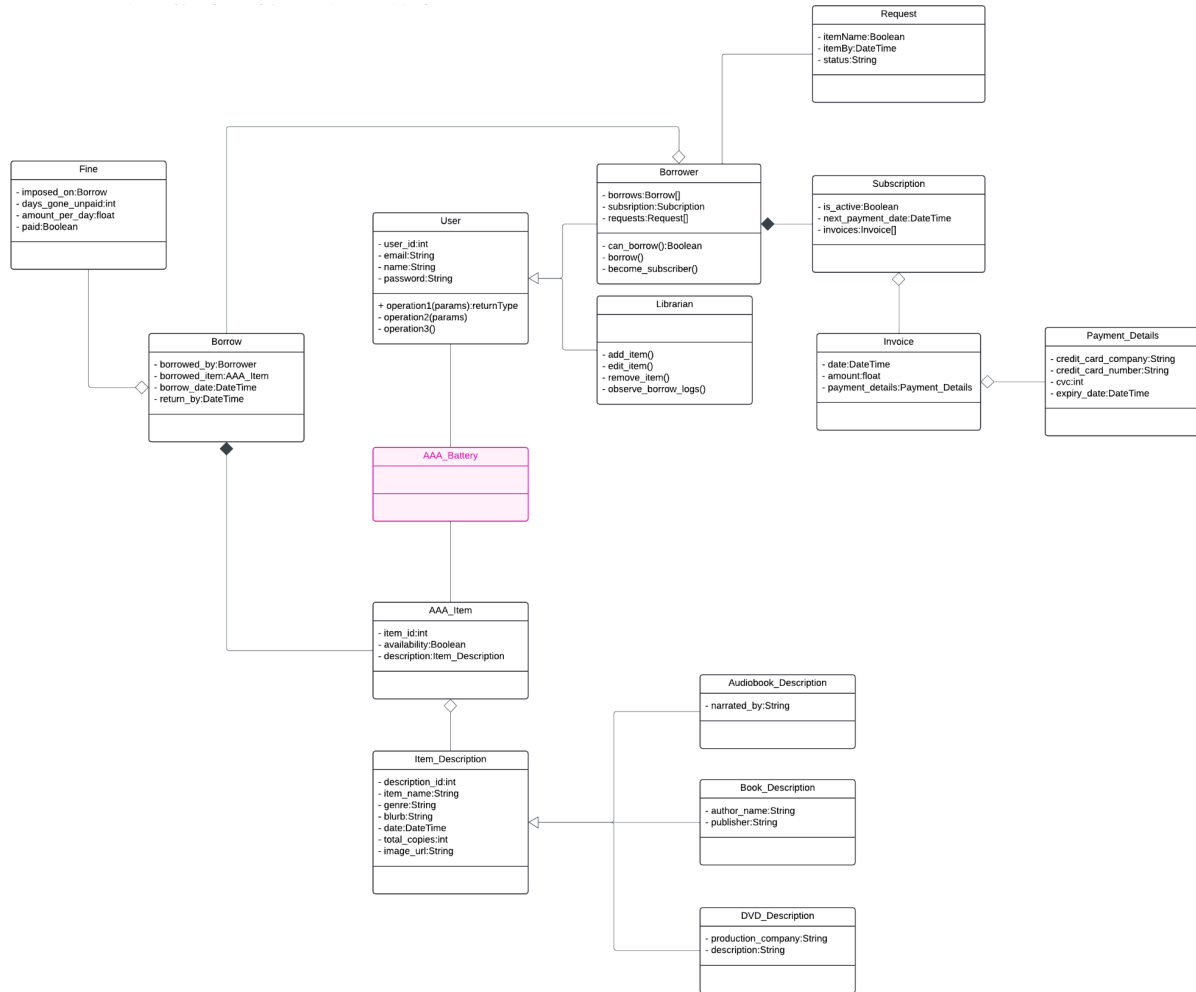 Request
- itemName:Boolean
- itemBy:DateTime
- status:String
Fine
- imposed_on:Borrow
- days_gone_unpaid:int
- amount_per_day:float
- paid:Boolean
Borrower
- borrows:Borrow[]
- subsription:Subcription
- requests:Request[]
- can_borrow():Boolean
- borrow()
- become_subscriber()
Subscription
- is_active:Boolean
- next_payment_date:DateTime
- invoices:Invoice[]
User
- user_id:int
- email:String
- name:String
- password:String
+ operation1(params):returnType
- operation2(params)
- operation3()
Librarian
- add_item()
- edit_item()
- remove_item()
- observe_borrow_logs()
Borrow
- borrowed_by:Borrower
- borrowed_item:AAA_Item
- borrow_date:DateTime
- return_by:DateTime
Invoice
- date:DateTime
- amount:float
- payment_details:Payment_Details
Payment_Details
- credit_card_company:String
- credit_card_number:String
- cvc:int
- expiry_date:DateTime
AAA_Battery
AAA_Item
- item_id:int
- availability:Boolean
- description:Item_Description
Audiobook_Description
- narrated_by:String
Item_Description
- description_id:int
- item_name:String
- genre:String
- blurb:String
- date:DateTime
- total_copies:int
- image_url:String
Book_Description
- author_name:String
- publisher:String
DVD_Description
- production_company:String
- description:String